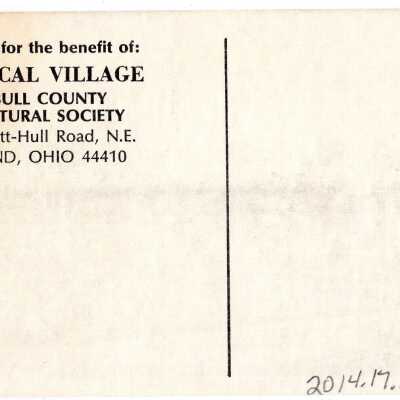 for the benefit of:
CAL VILLAGE
BULL COUNTY
TURAL SOCIETY
tt-Hull Road, N.E.
ND, OHIO 44410
2014.17.